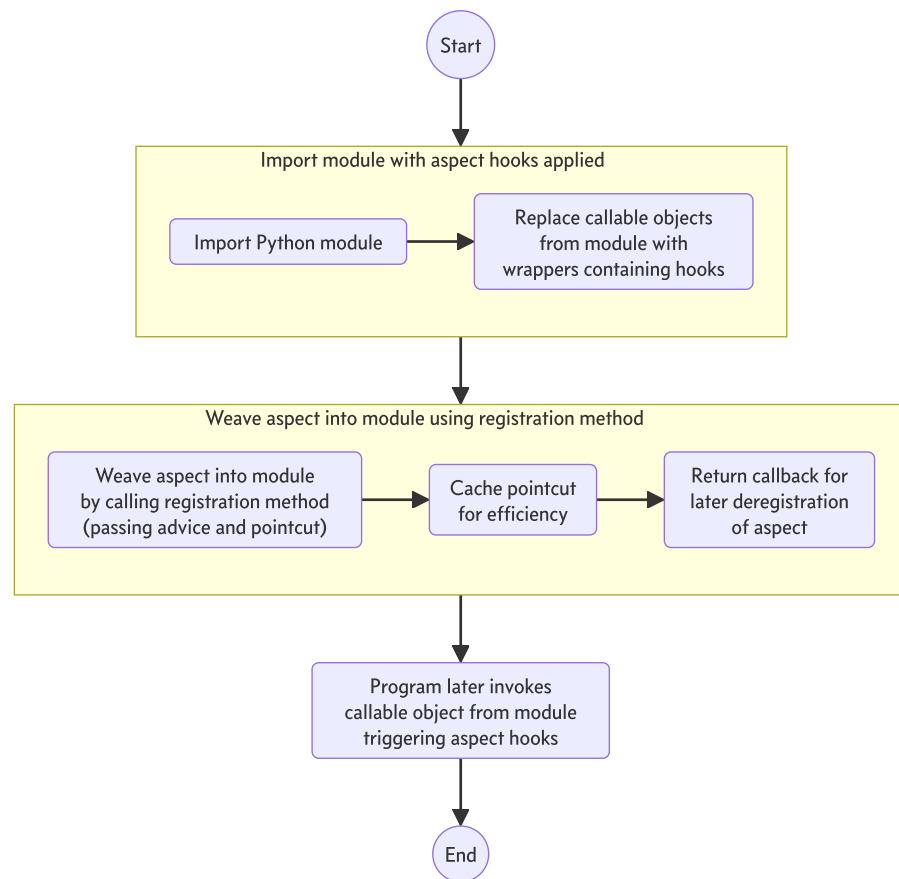 Start
Import module with aspect hooks applied
Import Python module
Replace callable objects
from module with
wrappers containing hooks
Weave aspect into module using registration method
Weave aspect into module
by calling registration method
(passing advice and pointcut)
Cache pointcut
for efficiency
Return callback for
later deregistration
of aspect
Program later invokes
callable object from module
triggering aspect hooks
End